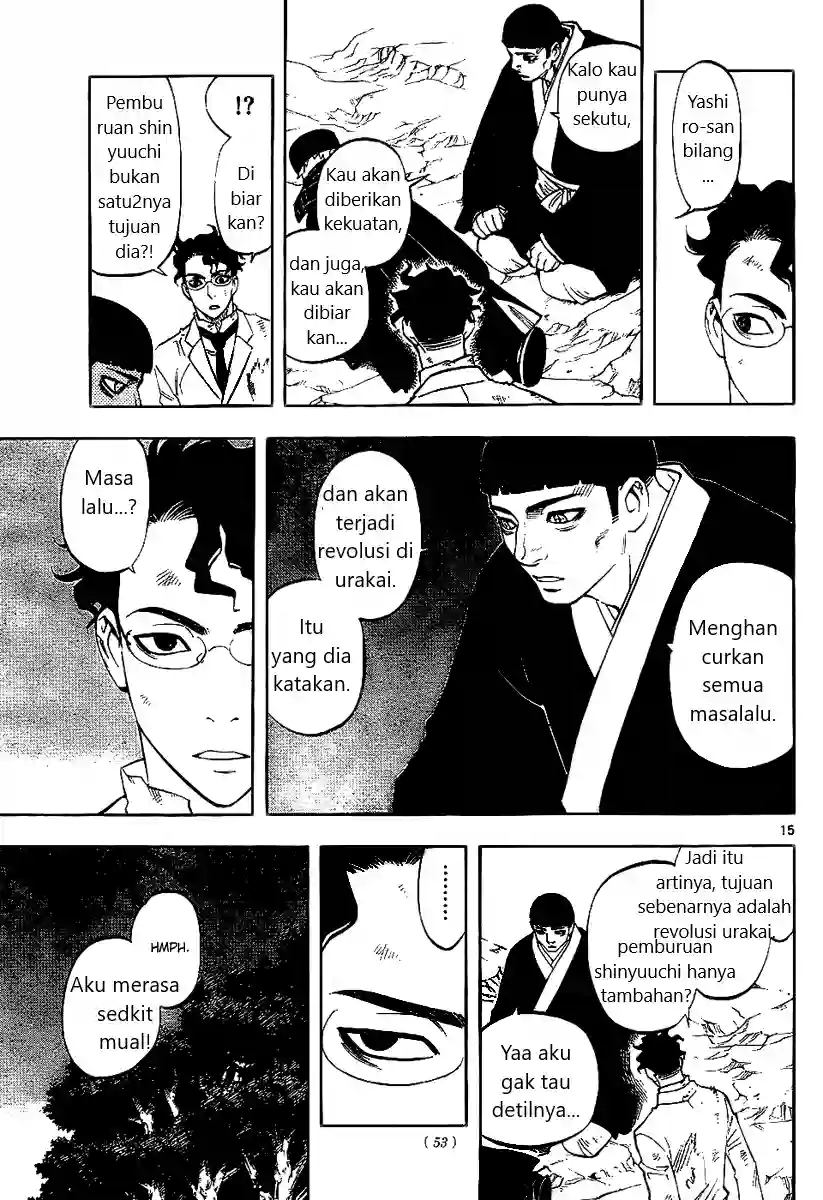 Yashi
ro-san
bilang
...
Kalo kau
punya
sekutu,
Kau akan
diberikan
kekuatan,
dan juga,
kau akan
dibiar
kan...
!?
Di
biar
kan?
Pembu
ruan shin
yuuchi
bukan
satu2nya
tujuan
dia?!
Menghan
curkan
semua
masalalu.
dan akan
terjadi
revolusi di
urakai.
Itu
yang dia
katakan.
Masa
lalu...?
15
Jadi itu
artinya, tujuan
sebenarnya adalah
revolusi urakai,
pemburuan
shinyuuchi hanya
tambahan?
Yaa aku
gak tau
detilnya...
.........
HMPH.
Aku merasa
sedkit
mual!
( 53 )